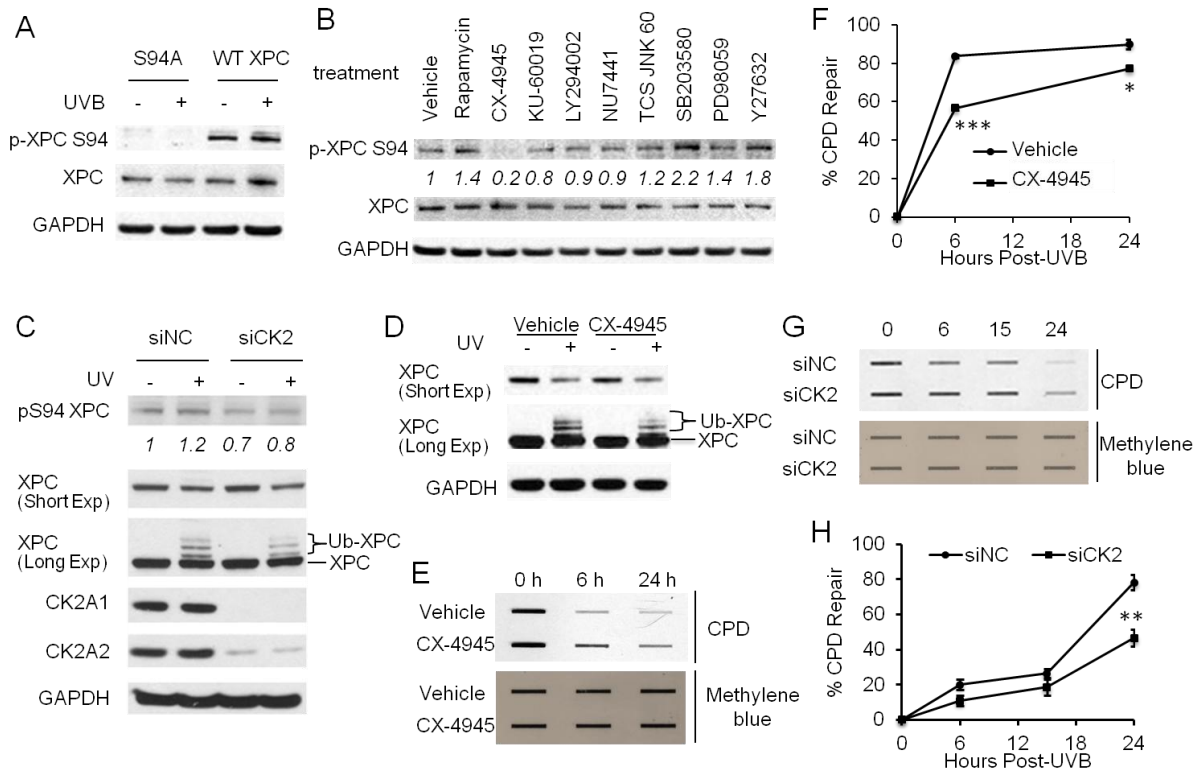 A
S94A WT XPC
UVB - + - +
p-XPC S94
XPC
GAPDH
B
treatment
Vehicle
Rapamycin
CX-4945
KU-60019
LY294002
NU7441
TCS JNK 60
SB203580
PD98059
Y27632
p-XPC S94
1 1.4 0.2 0.8 0.9 0.9 1.2 2.2 1.4 1.8
XPC
GAPDH
F
% CPD Repair
100
80
60
40
20
0
***
*
Vehicle
CX-4945
0 6 12 18 24
Hours Post-UVB
C
siNC siCK2
UV - + - +
pS94 XPC
1 1.2 0.7 0.8
XPC
(Short Exp)
XPC
(Long Exp)
Ub-XPC
XPC
CK2A1
CK2A2
GAPDH
D
Vehicle CX-4945
UV - + - +
XPC
(Short Exp)
XPC
(Long Exp)
Ub-XPC
XPC
GAPDH
E
0 h 6 h 24 h
Vehicle
CX-4945
CPD
Vehicle
CX-4945
Methylene
blue
G
0 6 15 24
siNC
siCK2
CPD
siNC
siCK2
Methylene
blue
H
% CPD Repair
100
80
60
40
20
0
siNC siCK2
**
0 6 12 18 24
Hours Post-UVB